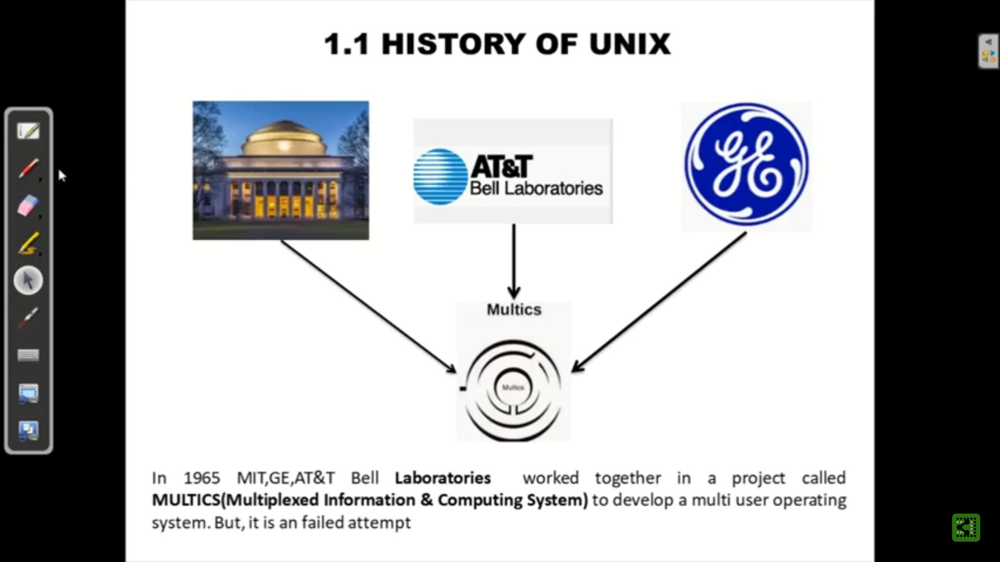 1.1 HISTORY OF UNIX
AT&T
Bell Laboratories
GE
Multics
Multics
In 1965 MIT,GE,AT&T Bell Laboratories worked together in a project called
MULTICS(Multiplexed Information & Computing System) to develop a multi user operating
system. But, it is an failed attempt